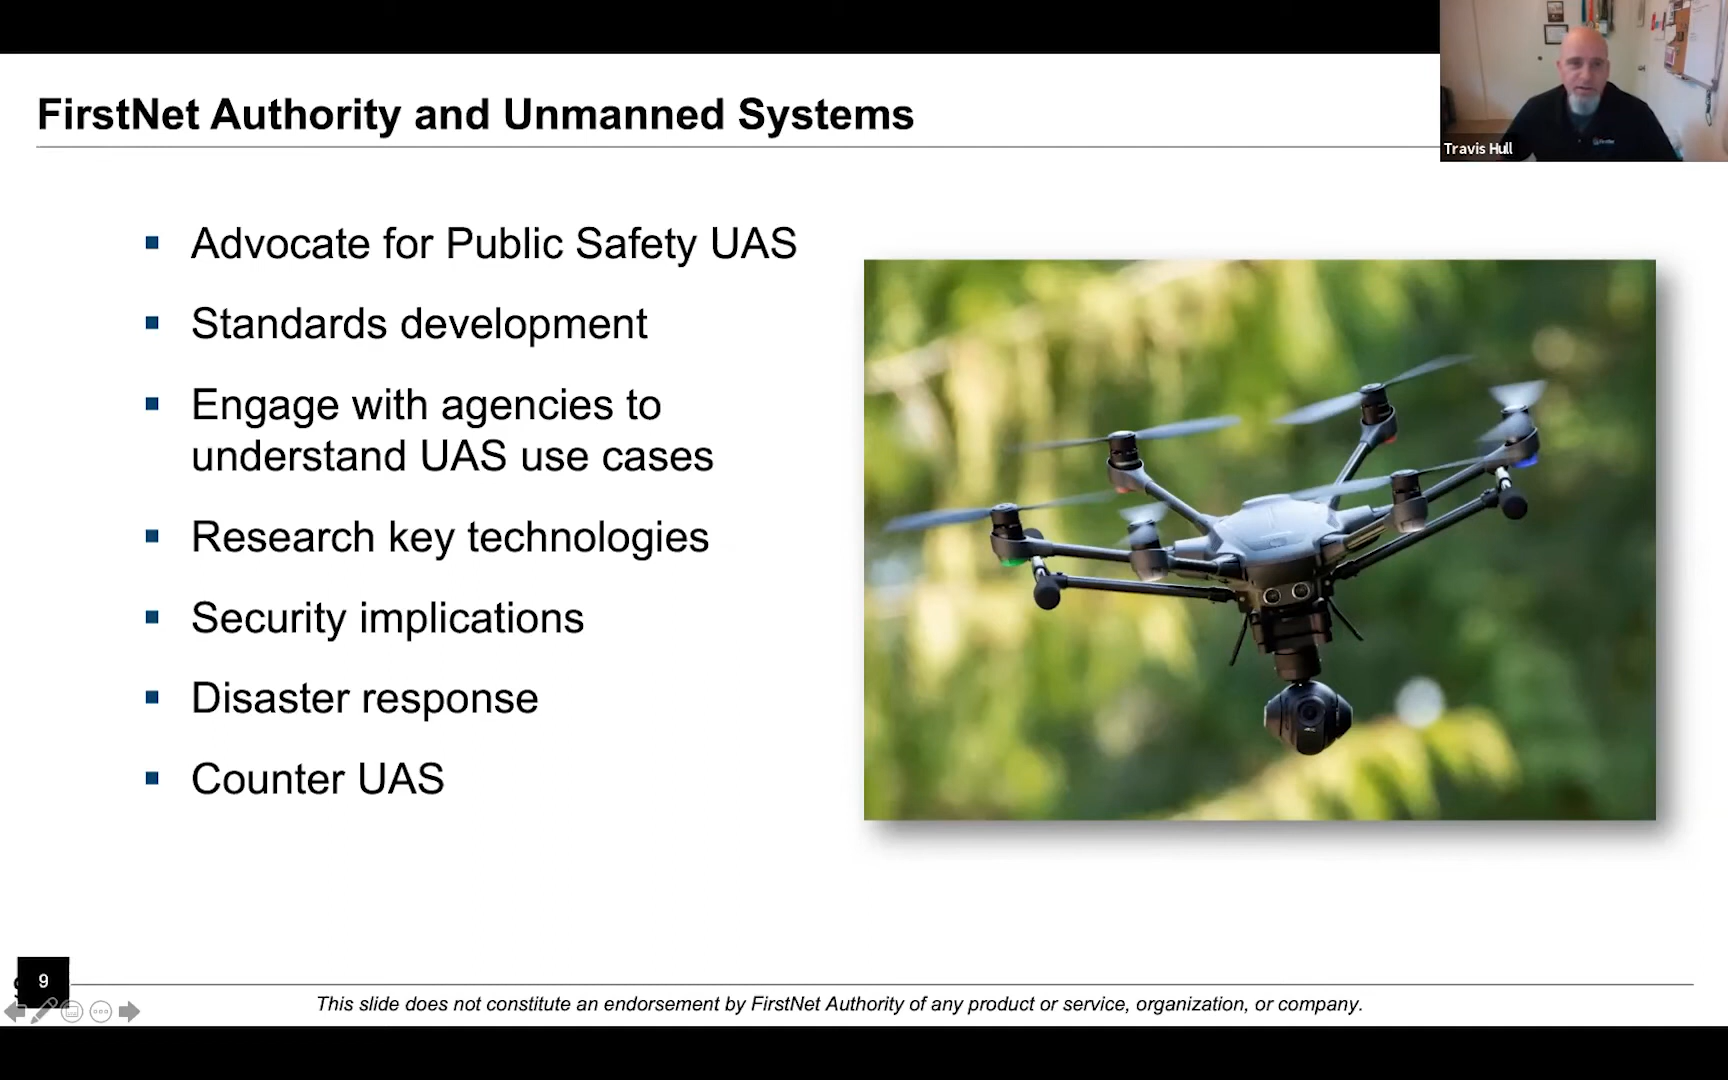 FirstNet Authority and Unmanned Systems
Travis Hull
Advocate for Public Safety UAS
Standards development
Engage with agencies to
understand UAS use cases
Research key technologies
Security implications
Disaster response
Counter UAS
9
This slide does not constitute an endorsement by FirstNet Authority of any product or service, organization, or company.